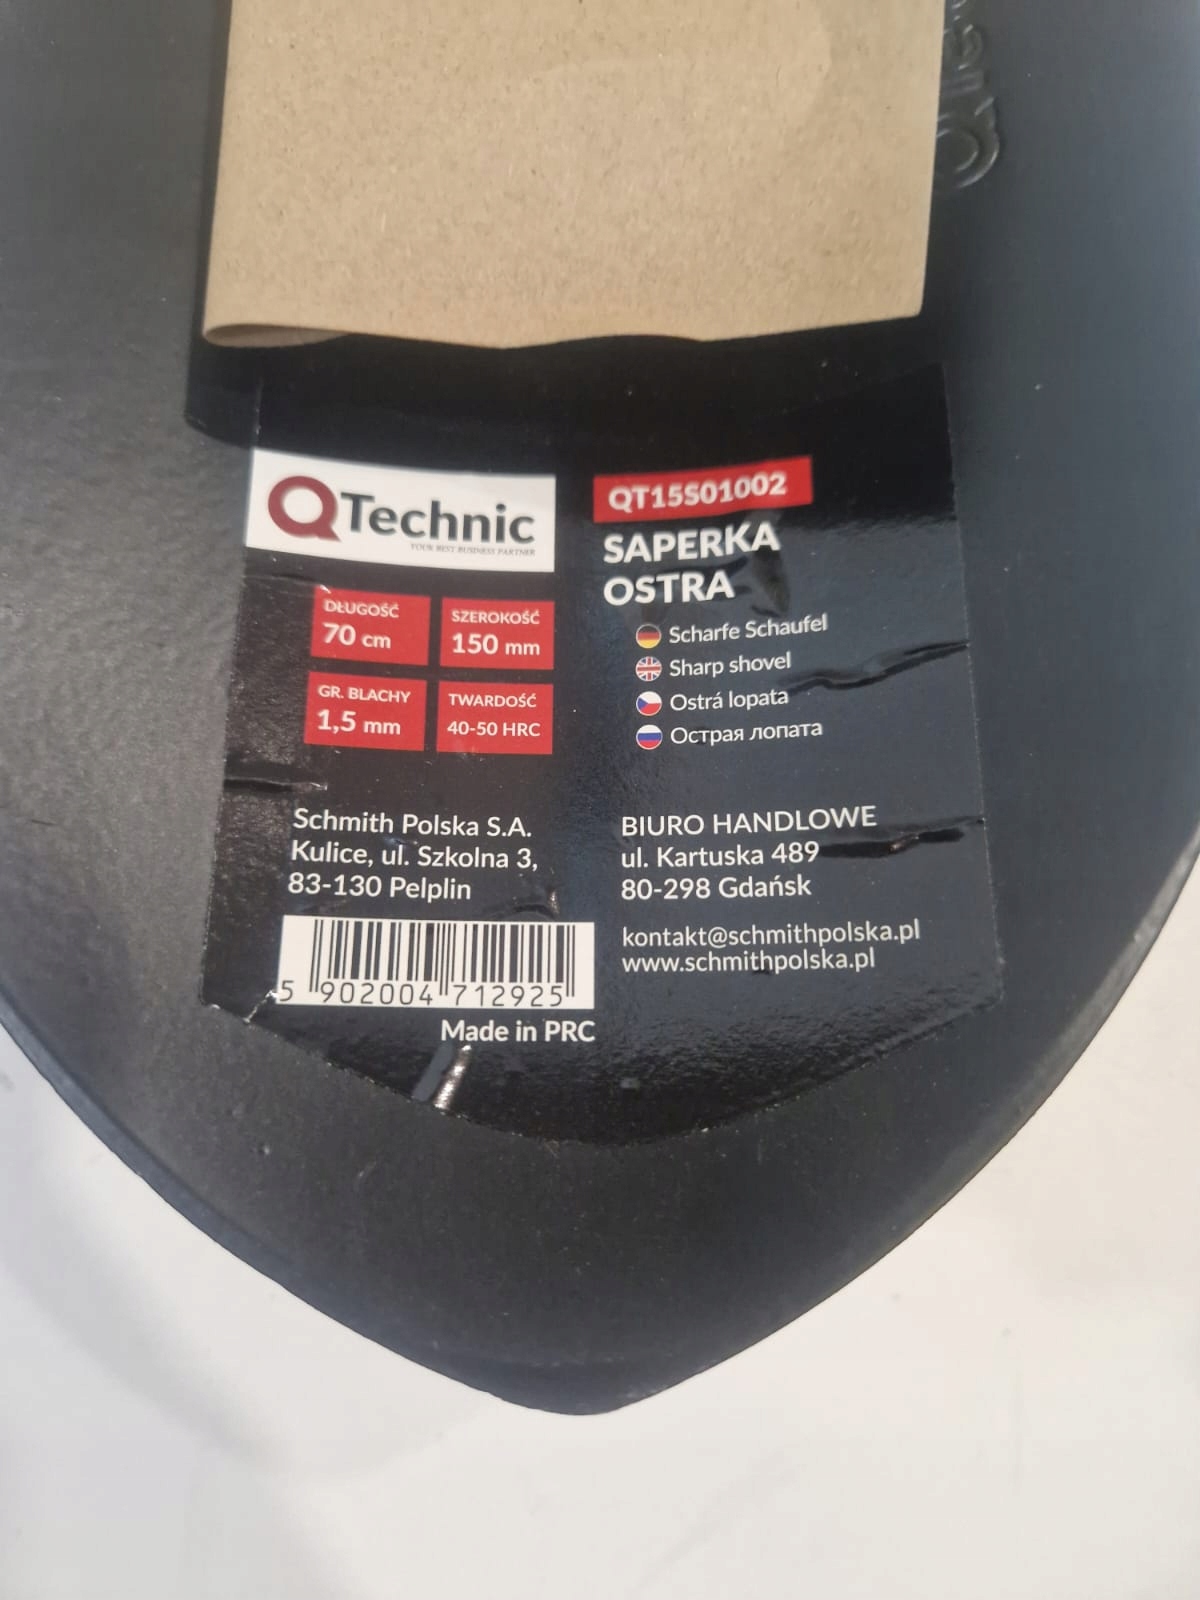 QTechnic
YOUR BEST BUSINESS PARTNER
DŁUGOŚĆ
70 cm
SZEROKOŚĆ
150 mm
GR. BLACHY
1,5 mm
TWARDOŚĆ
40-50 HRC
QT15S01002
SAPERKA
OSTRA
Scharfe Schaufel
Sharp shovel
Ostrá lopata
Острая лопата
Schmith Polska S.A.
Kulice, ul. Szkolna 3,
83-130 Pelplin
BIURO HANDLOWE
ul. Kartuska 489
80-298 Gdańsk
kontakt@schmithpolska.pl
www.schmithpolska.pl
5 902004 712925
Made in PRC